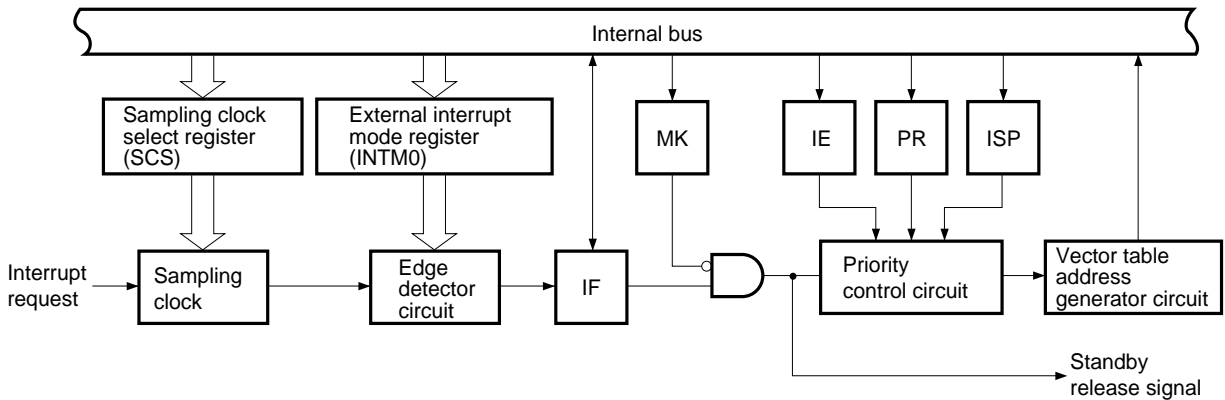 Internal bus
Sampling clock
select register
(SCS)
External interrupt
mode register
(INTM0)
MK
IE
PR
ISP
Interrupt
request
Sampling
clock
Edge
detector
circuit
IF
Priority
control circuit
Vector table
address
generator circuit
Standby
release signal